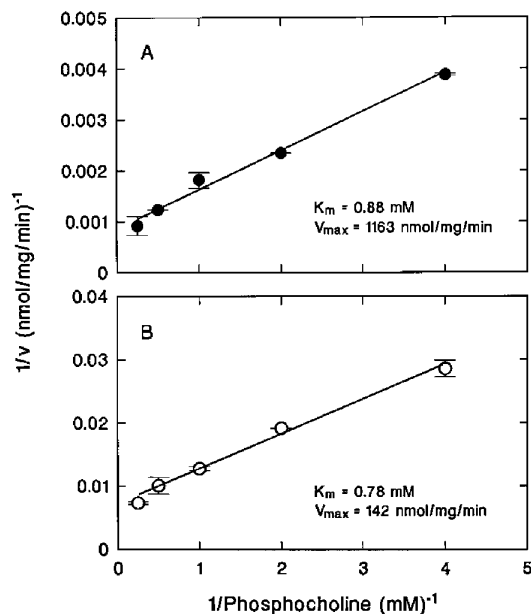 0.005
A
0.004
0.003
0.002
Km = 0.88 mM
0.001
Vmax = 1163 nmol/mg/min
0
1/v (nmol/mg/min)-1
0.04
B
0.03
0.02
0.01
Km = 0.78 mM
Vmax = 142 nmol/mg/min
0
0 1 2 3 4 5
1/Phosphocholine (mM)-1